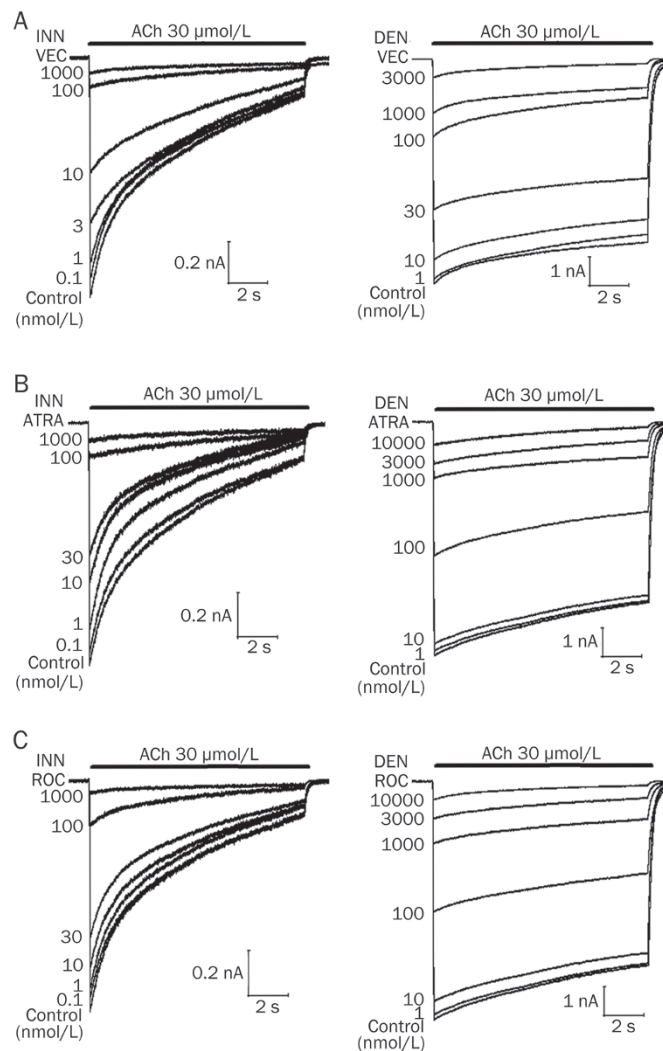 A
INN
ACh 30 µmol/L
VEC
1000
100
10
3
1
0.1
Control
(nmol/L)
0.2 nA
2 s
DEN
ACh 30 µmol/L
VEC
3000
1000
100
30
10
1
Control
(nmol/L)
1 nA
2 s
B
INN
ACh 30 µmol/L
ATRA
1000
100
30
10
1
0.1
Control
(nmol/L)
0.2 nA
2 s
DEN
ACh 30 µmol/L
ATRA
10000
3000
1000
100
10
1
Control
(nmol/L)
1 nA
2 s
C
INN
ACh 30 µmol/L
ROC
1000
100
30
10
1
0.1
Control
(nmol/L)
0.2 nA
2 s
DEN
ACh 30 µmol/L
ROC
10000
3000
1000
100
10
1
Control
(nmol/L)
1 nA
2 s